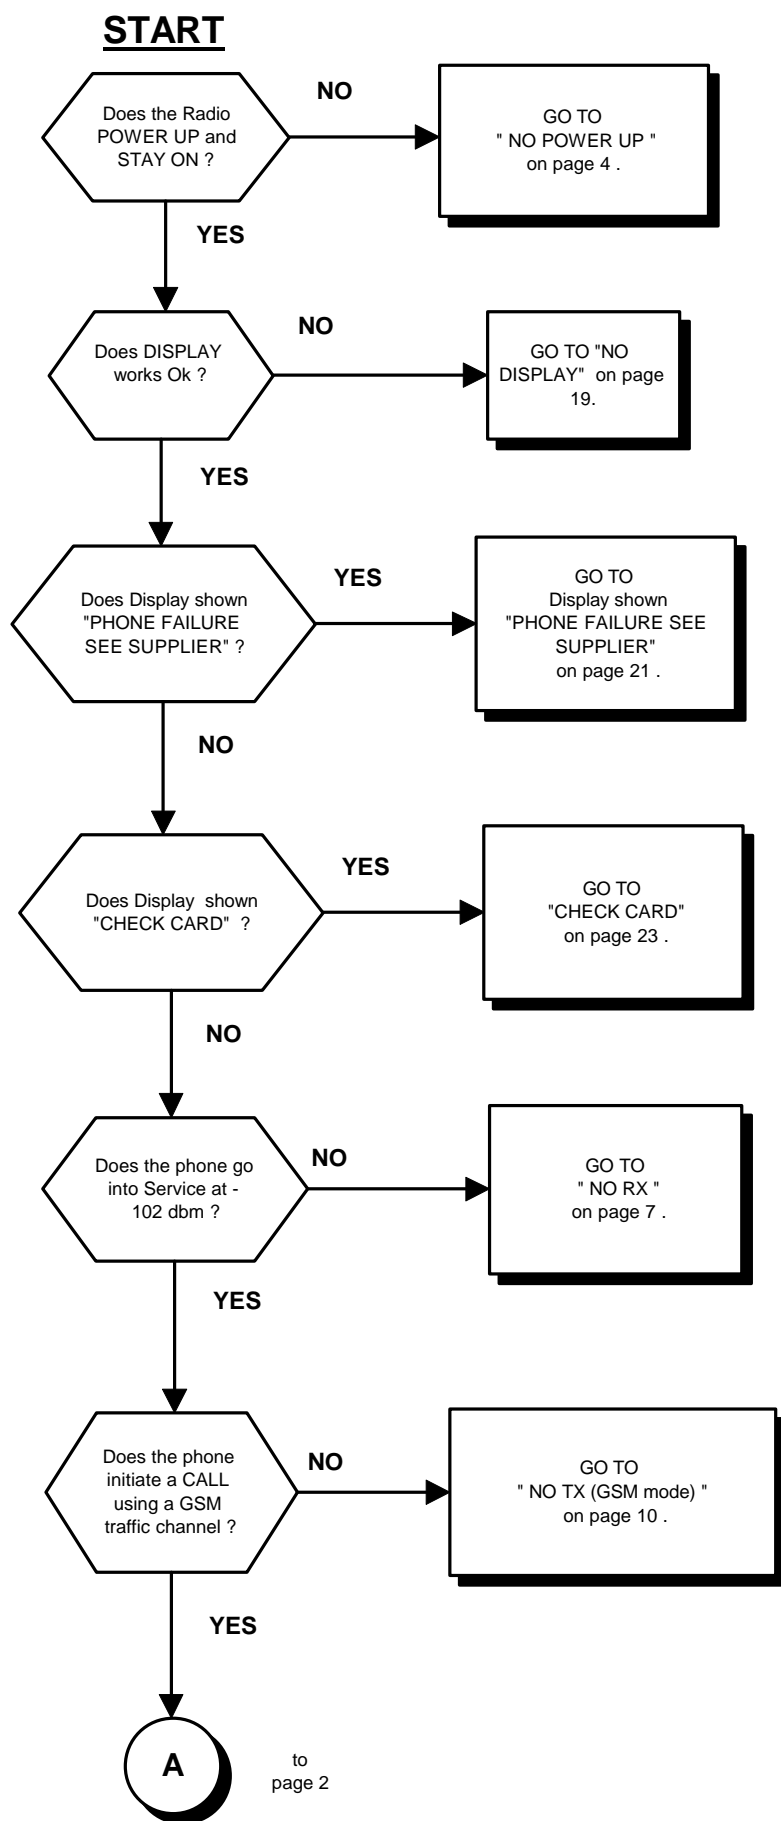 START
Does the Radio
POWER UP and
STAY ON ?
NO
GO TO
" NO POWER UP "
on page 4 .
YES
Does DISPLAY
works Ok ?
NO
GO TO "NO
DISPLAY" on page
19.
YES
Does Display shown
"PHONE FAILURE
SEE SUPPLIER" ?
YES
GO TO
Display shown
"PHONE FAILURE SEE
SUPPLIER"
on page 21 .
NO
Does Display shown
"CHECK CARD" ?
YES
GO TO
"CHECK CARD"
on page 23 .
NO
Does the phone go
into Service at -
102 dbm ?
NO
GO TO
" NO RX "
on page 7 .
YES
Does the phone
initiate a CALL
using a GSM
traffic channel ?
NO
GO TO
" NO TX (GSM mode) "
on page 10 .
YES
A
to
page 2